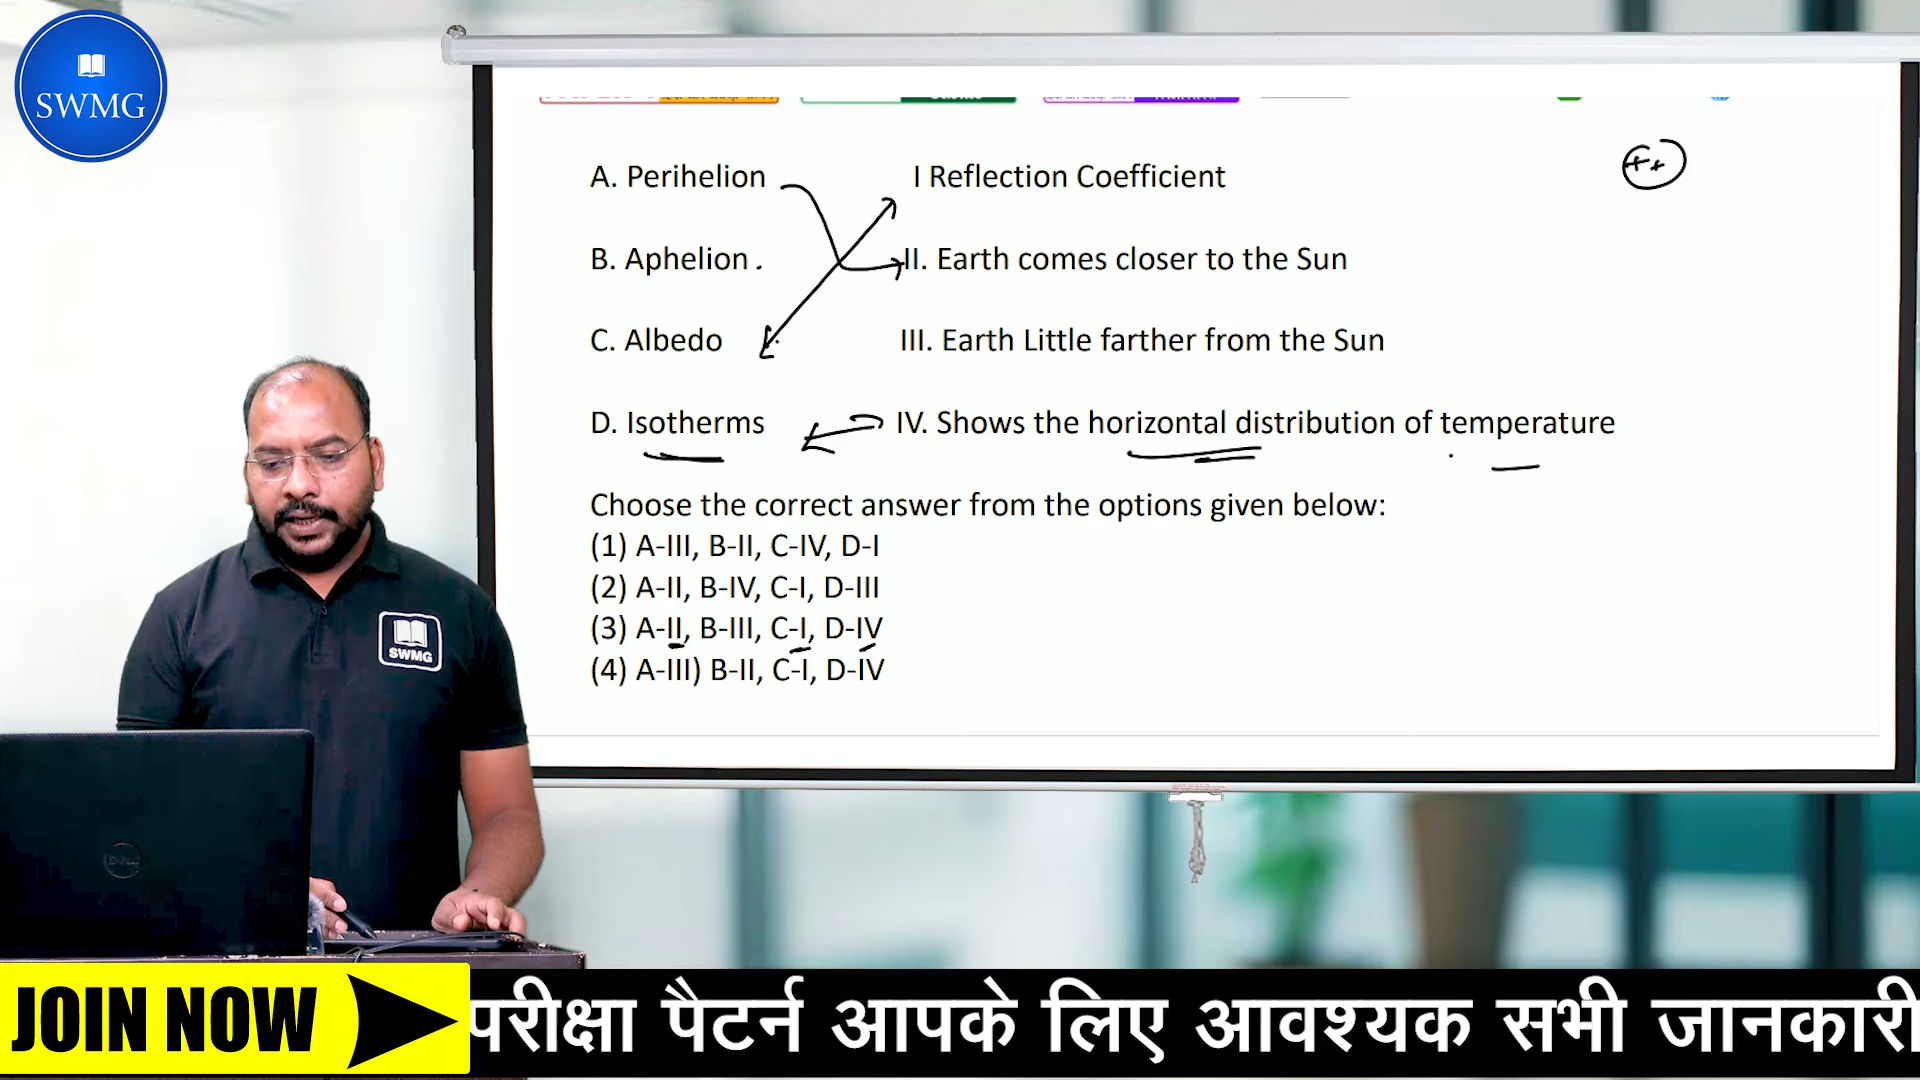 SWMG
A. Perihelion I Reflection Coefficient
B. Aphelion II. Earth comes closer to the Sun
C. Albedo III. Earth Little farther from the Sun
D. Isotherms IV. Shows the horizontal distribution of temperature
Choose the correct answer from the options given below:
(1) A-III, B-II, C-IV, D-I
(2) A-II, B-IV, C-I, D-III
(3) A-II, B-III, C-I, D-IV
(4) A-III) B-II, C-I, D-IV
SWMG
DELL
JOIN NOW
परीक्षा पैटर्न आपके लिए आवश्यक सभी जानकारी